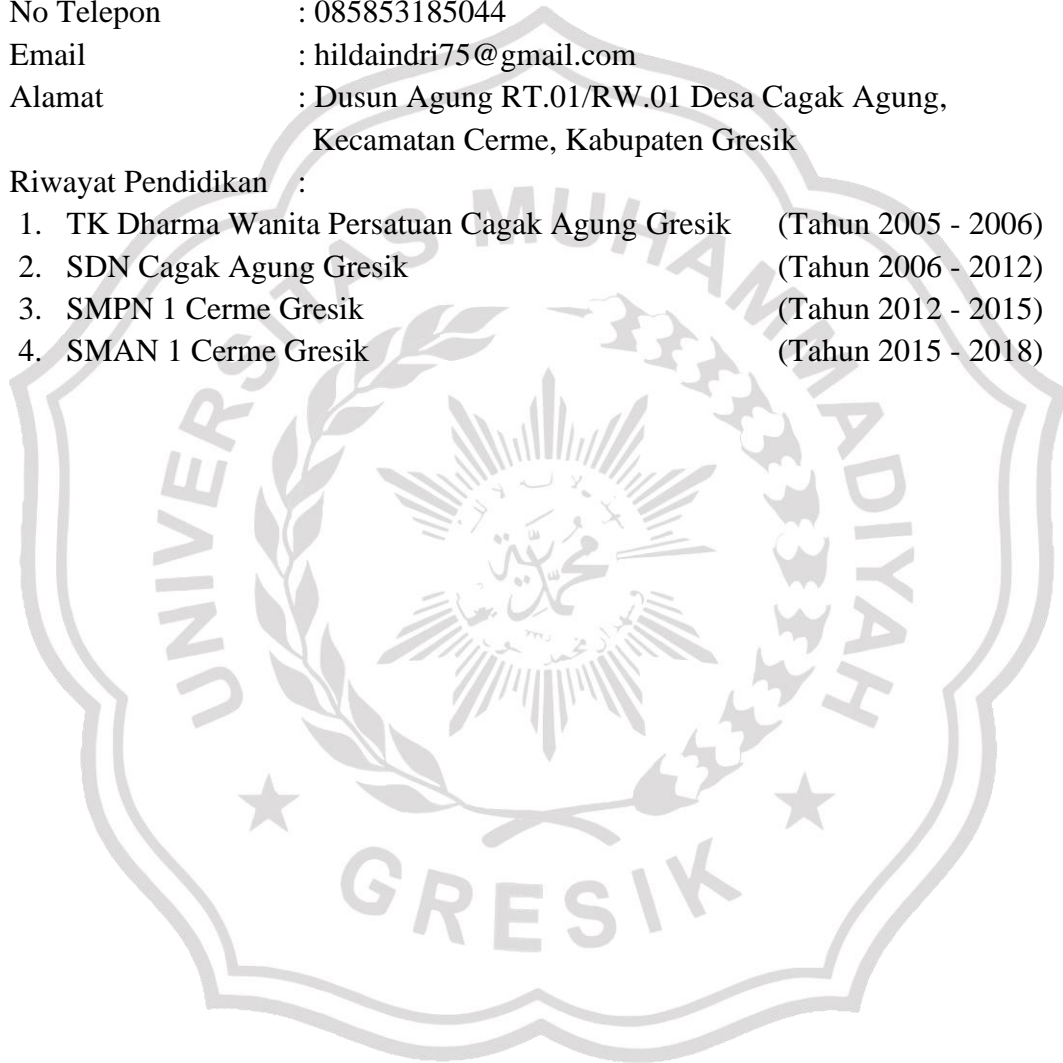 No Telepon : 085853185044
Email : hildaindri75@gmail.com
Alamat : Dusun Agung RT.01/RW.01 Desa Cagak Agung,
Kecamatan Cerme, Kabupaten Gresik
Riwayat Pendidikan :
1. TK Dharma Wanita Persatuan Cagak Agung Gresik (Tahun 2005 - 2006)
2. SDN Cagak Agung Gresik (Tahun 2006 - 2012)
3. SMPN 1 Cerme Gresik (Tahun 2012 - 2015)
4. SMAN 1 Cerme Gresik (Tahun 2015 - 2018)
UNIVERSITAS MUHAMMADIYAH
GRESIK